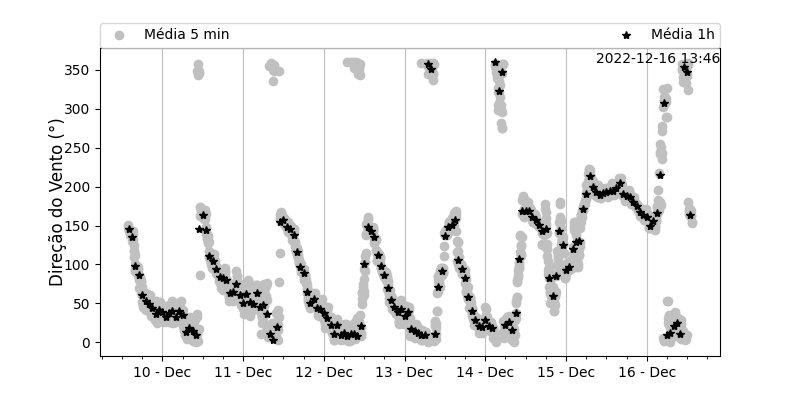 Média 5 min
Média 1h
2022-12-16 13:46
Direção do Vento (°)
350
300
250
200
150
100
50
0
10 - Dec
11 - Dec
12 - Dec
13 - Dec
14 - Dec
15 - Dec
16 - Dec